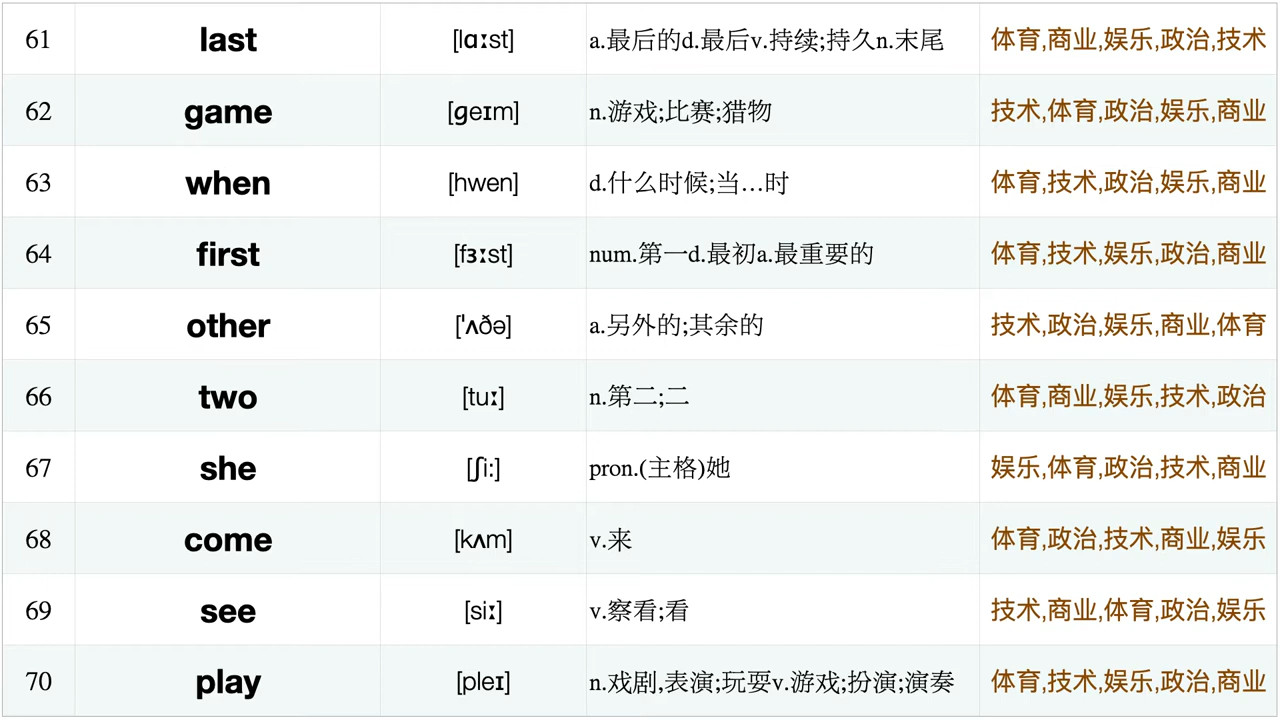 61 last [lɑːst] a.最后的d.最后v.持续;持久n.末尾 体育,商业,娱乐,政治,技术
62 game [ɡeɪm] n.游戏;比赛;猎物 技术,体育,政治,娱乐,商业
63 when [hwen] d.什么时候;当…时 体育,技术,政治,娱乐,商业
64 first [fɜːst] num.第一d.最初a.最重要的 体育,技术,娱乐,政治,商业
65 other [ˈʌðə] a.另外的;其余的 技术,政治,娱乐,商业,体育
66 two [tuː] n.第二;二 体育,商业,娱乐,技术,政治
67 she [ʃi:] pron.(主格)她 娱乐,体育,政治,技术,商业
68 come [kʌm] v.来 体育,政治,技术,商业,娱乐
69 see [siː] v.察看;看 技术,商业,体育,政治,娱乐
70 play [pleɪ] n.戏剧,表演;玩耍v.游戏;扮演;演奏 体育,技术,娱乐,政治,商业